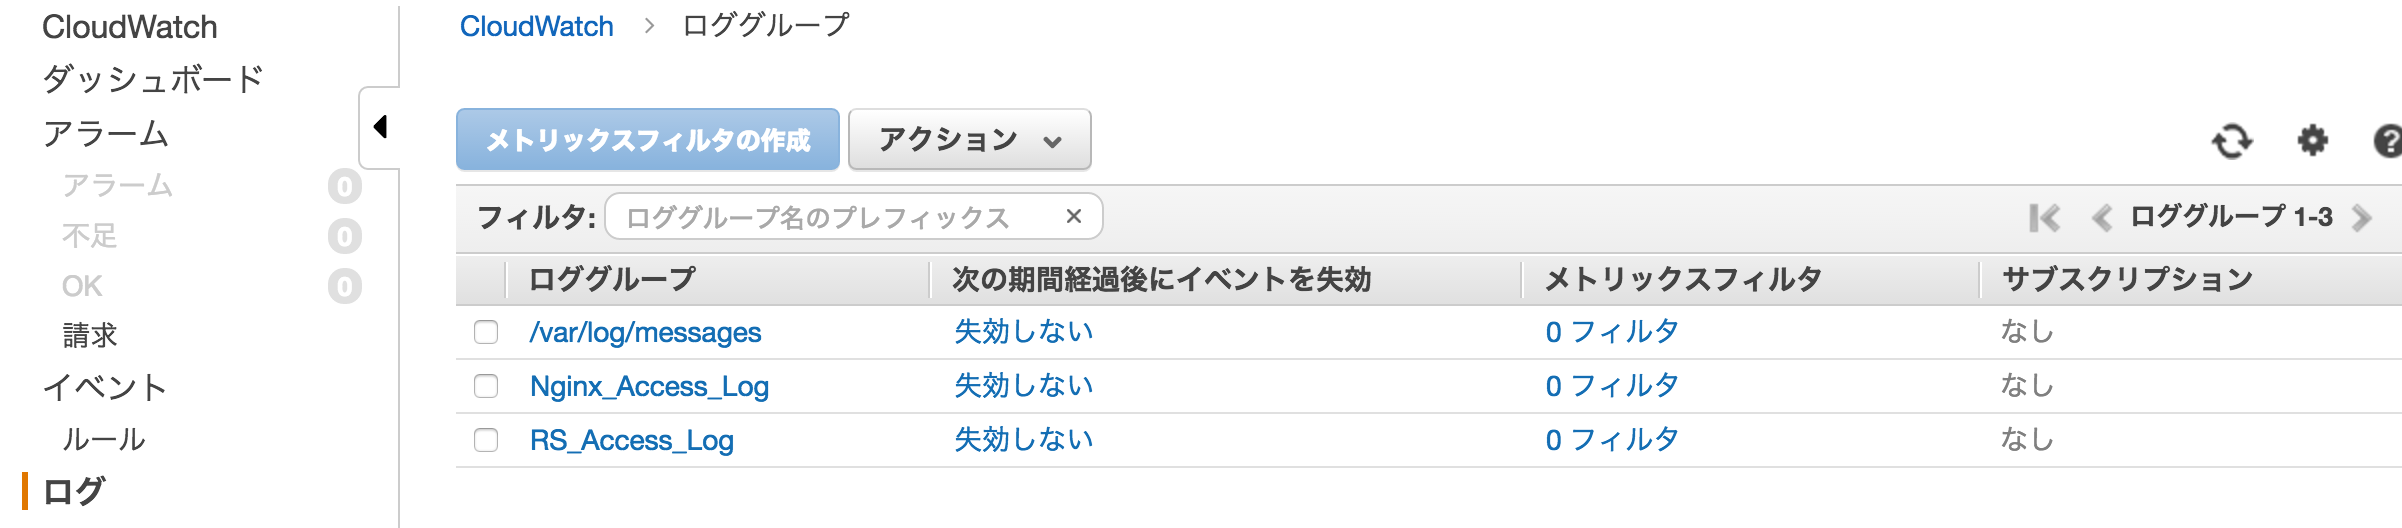 CloudWatch
ダッシュボード
アラーム
アラーム 0
不足 0
OK 0
請求
イベント
ルール
ログ
CloudWatch > ロググループ
メトリックスフィルタの作成 アクション
フィルタ: ロググループ名のプレフィックス × ロググループ 1-3
ロググループ 次の期間経過後にイベントを失効 メトリックスフィルタ サブスクリプション
/var/log/messages 失効しない 0 フィルタ なし
Nginx_Access_Log 失効しない 0 フィルタ なし
RS_Access_Log 失効しない 0 フィルタ なし